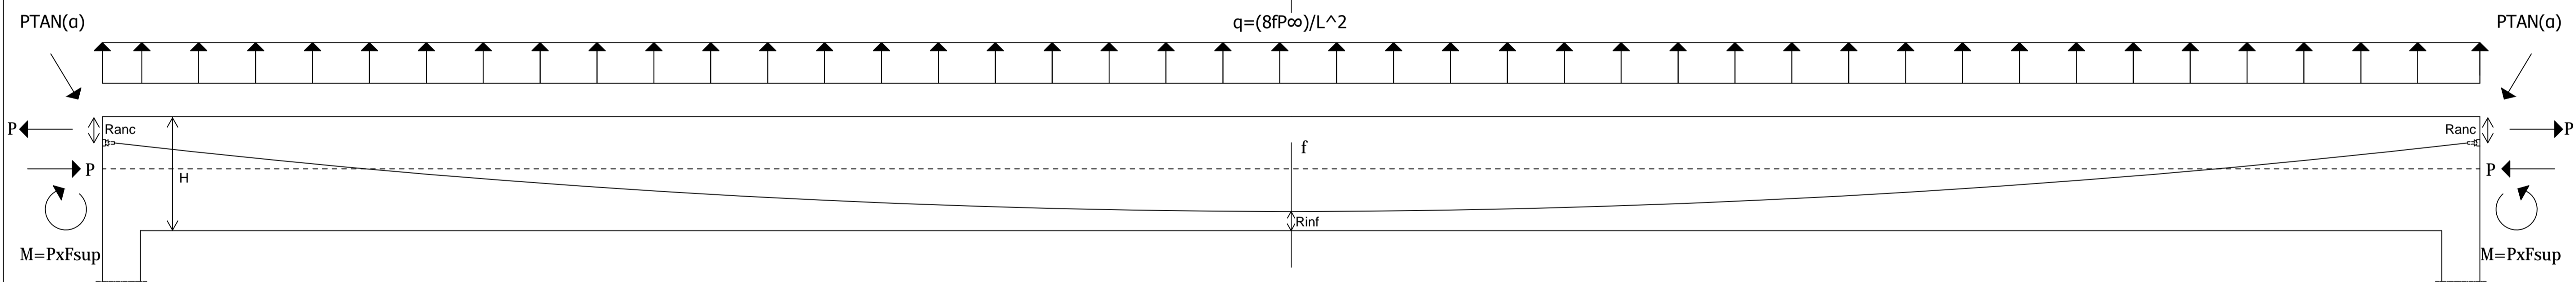 PTAN(α)
q=(8fP∞)/L^2
PTAN(α)
P
Ranc
Ranc
P
f
P
H
P
Rinf
M=PxFsup
M=PxFsup